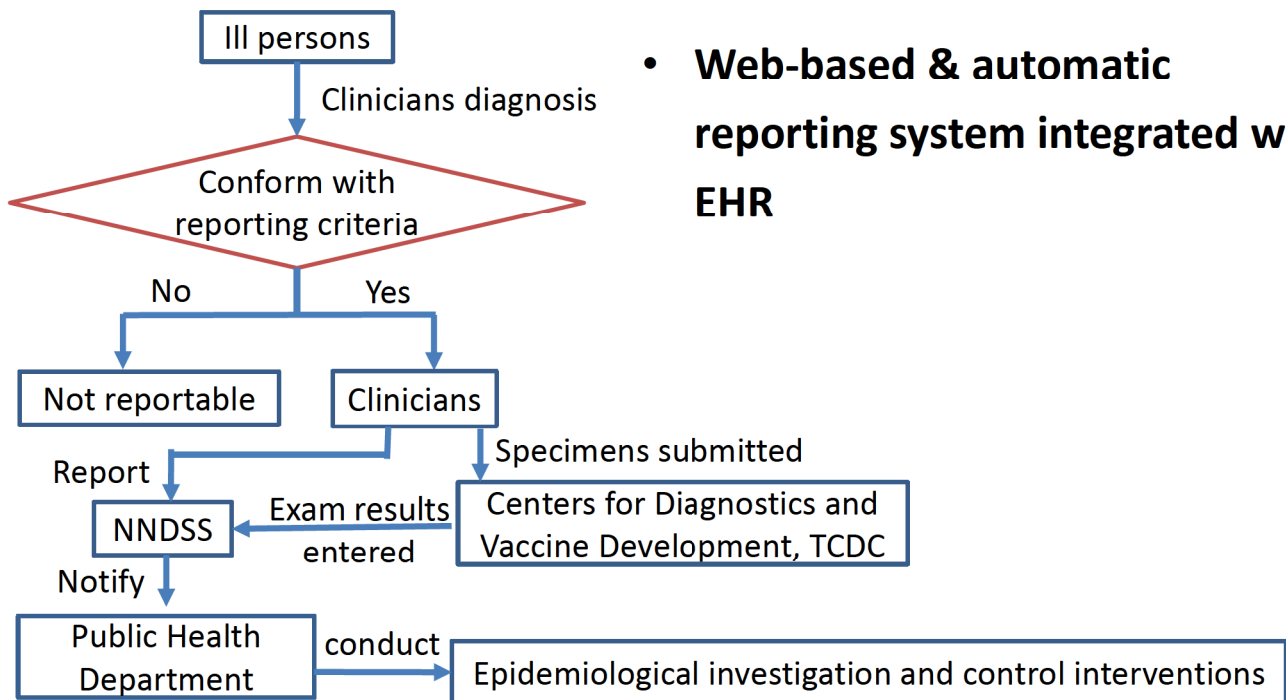 Ill persons
Clinicians diagnosis
Conform with
reporting criteria
No
Yes
Not reportable
Clinicians
Report
Specimens submitted
NNDSS
Exam results
entered
Centers for Diagnostics and
Vaccine Development, TCDC
Notify
Public Health
Department
conduct
Epidemiological investigation and control interventions
• Web-based & automatic
reporting system integrated w
EHR